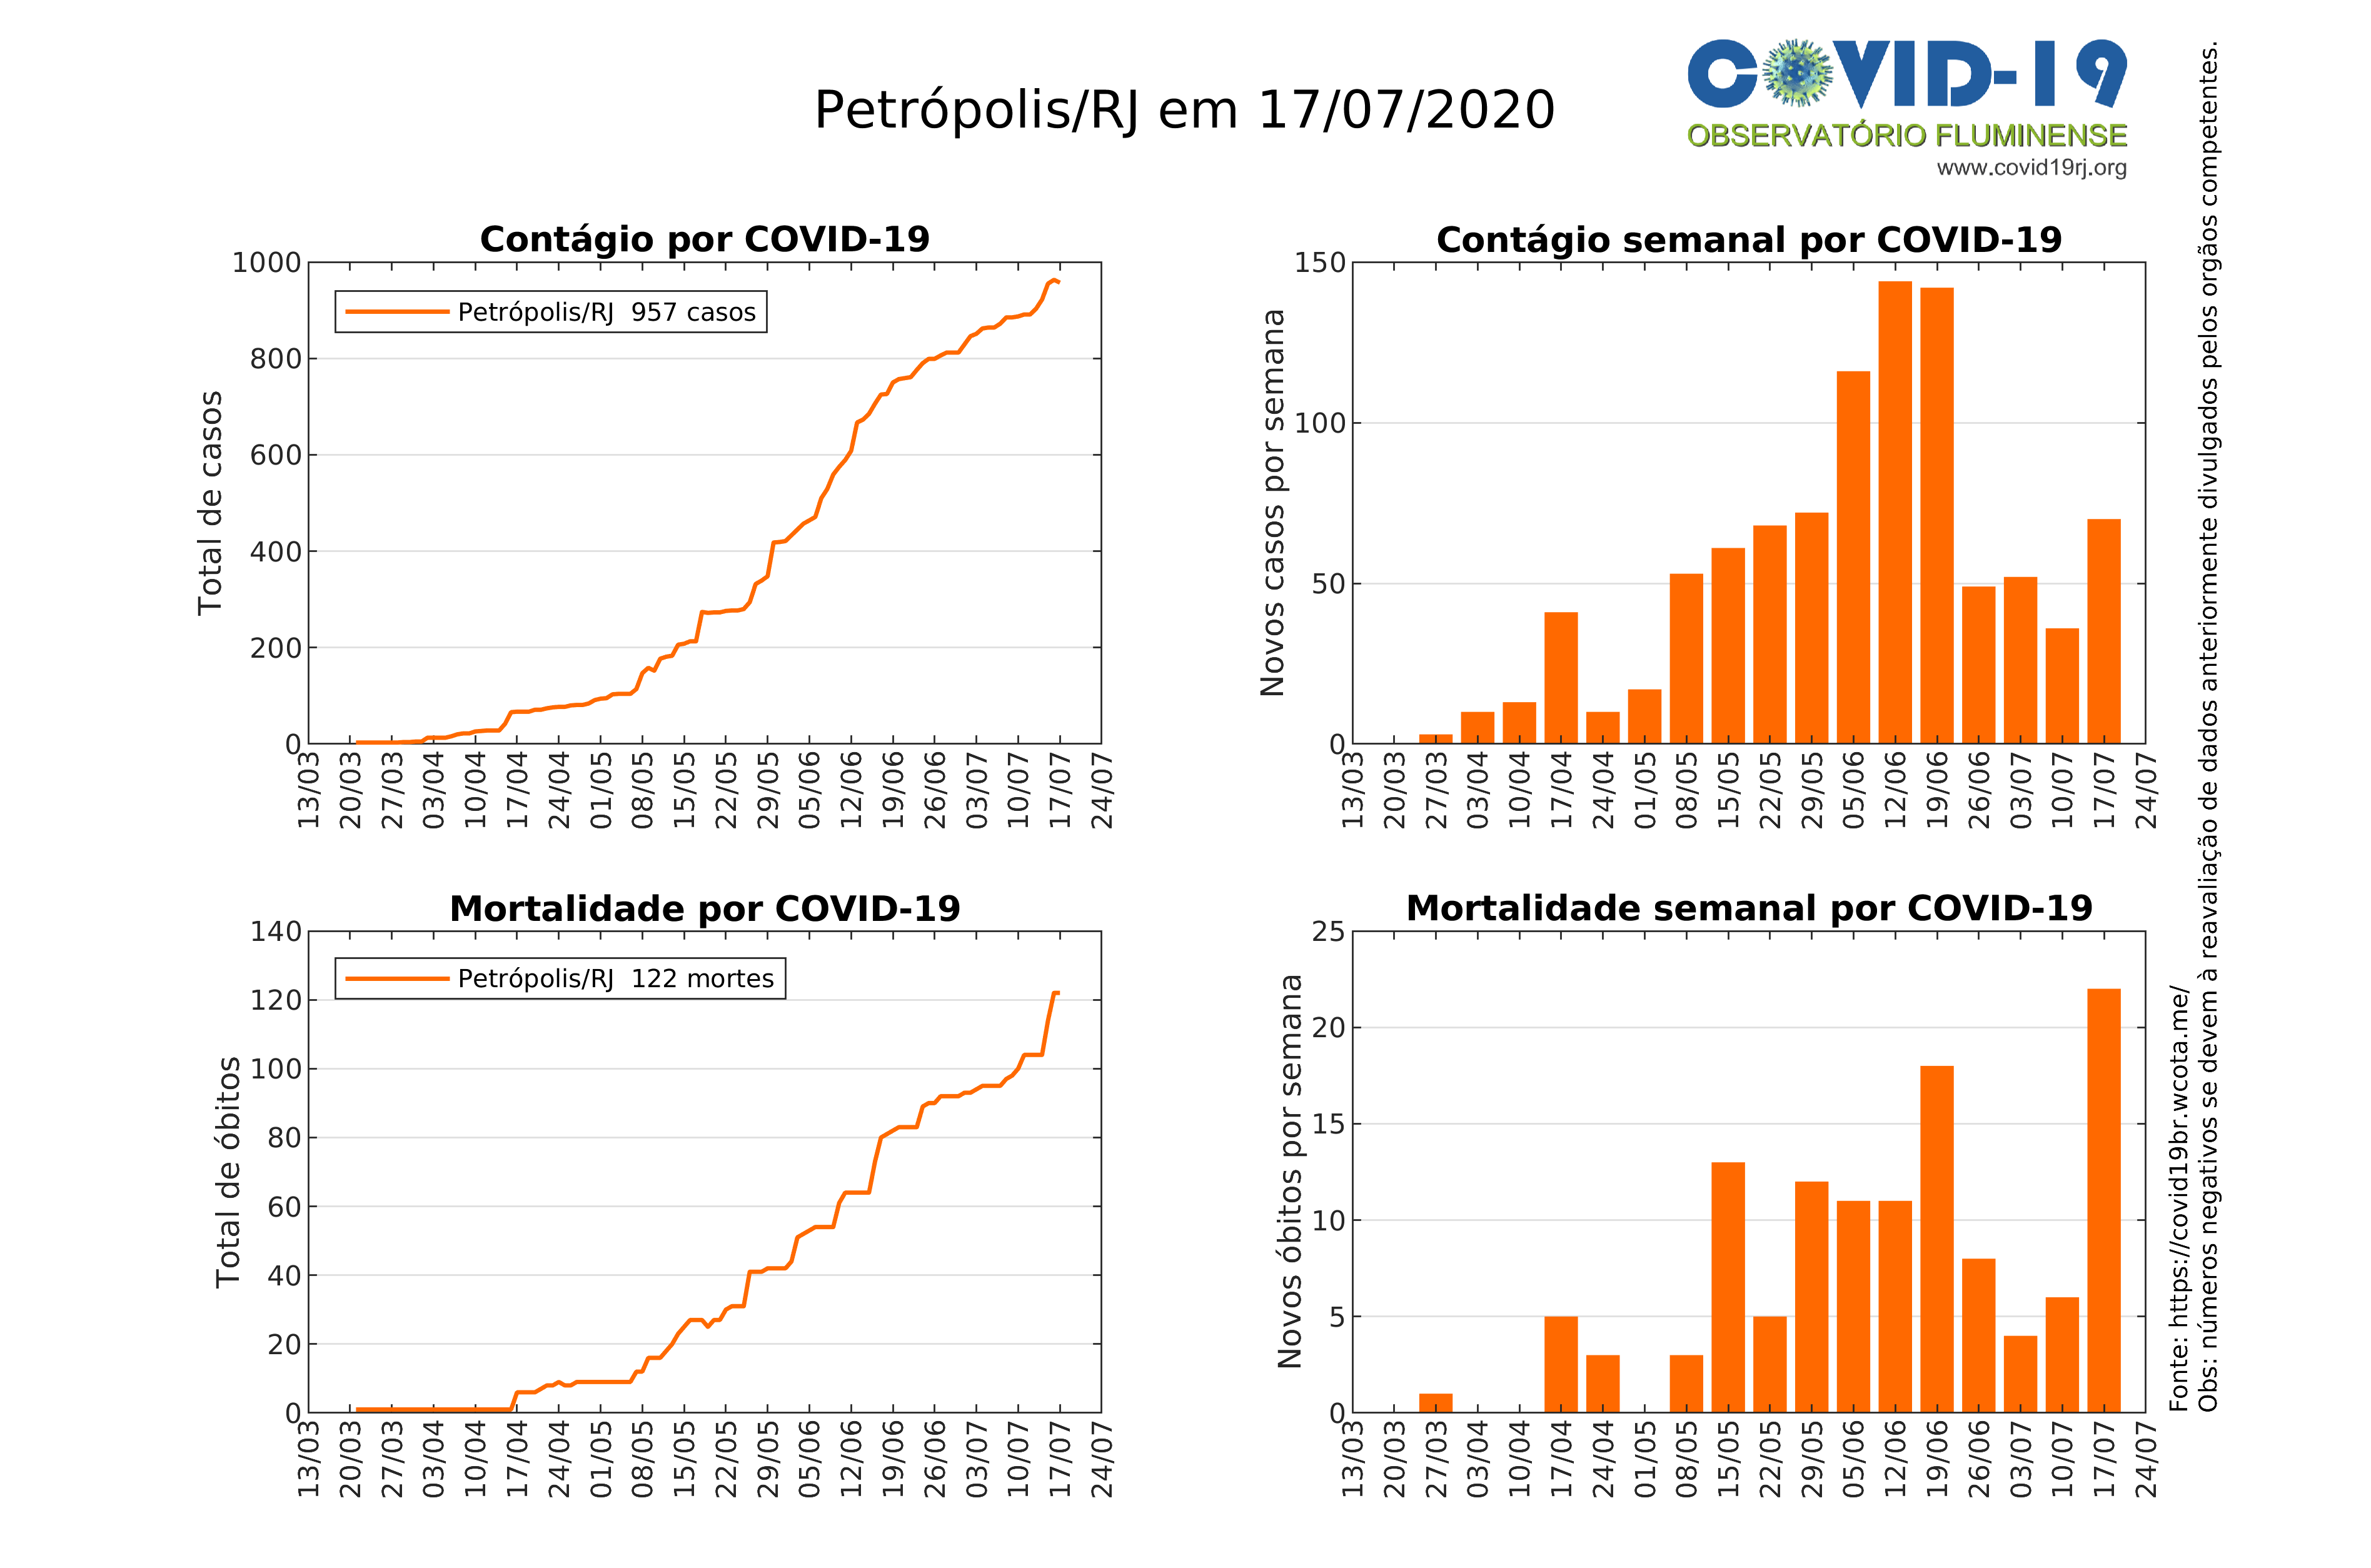 Petrópolis/RJ em 17/07/2020
COVID-19
OBSERVATÓRIO FLUMINENSE
www.covid19rj.org
Contágio por COVID-19
Total de casos
1000
800
600
400
200
0
Petrópolis/RJ 957 casos
13/03 20/03 27/03 03/04 10/04 17/04 24/04 01/05 08/05 15/05 22/05 29/05 05/06 12/06 19/06 26/06 03/07 10/07 17/07 24/07
Contágio semanal por COVID-19
Novos casos por semana
150
100
50
0
13/03 20/03 27/03 03/04 10/04 17/04 24/04 01/05 08/05 15/05 22/05 29/05 05/06 12/06 19/06 26/06 03/07 10/07 17/07 24/07
Mortalidade por COVID-19
Total de óbitos
140
120
100
80
60
40
20
0
Petrópolis/RJ 122 mortes
13/03 20/03 27/03 03/04 10/04 17/04 24/04 01/05 08/05 15/05 22/05 29/05 05/06 12/06 19/06 26/06 03/07 10/07 17/07 24/07
Mortalidade semanal por COVID-19
Novos óbitos por semana
25
20
15
10
5
0
13/03 20/03 27/03 03/04 10/04 17/04 24/04 01/05 08/05 15/05 22/05 29/05 05/06 12/06 19/06 26/06 03/07 10/07 17/07 24/07
Fonte: https://covid19br.wcota.me/
Obs: números negativos se devem à reavaliação de dados anteriormente divulgados pelos orgãos competentes.